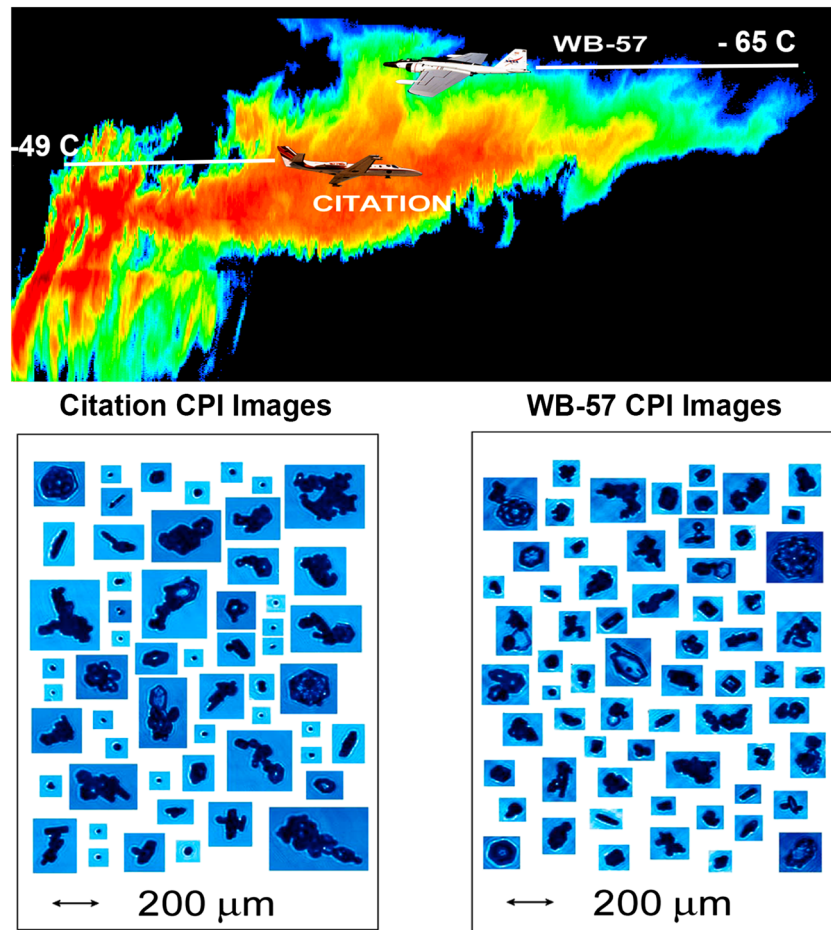 WB-57
- 65 C
-49 C
CITATION
Citation CPI Images
WB-57 CPI Images
200 μm
200 μm